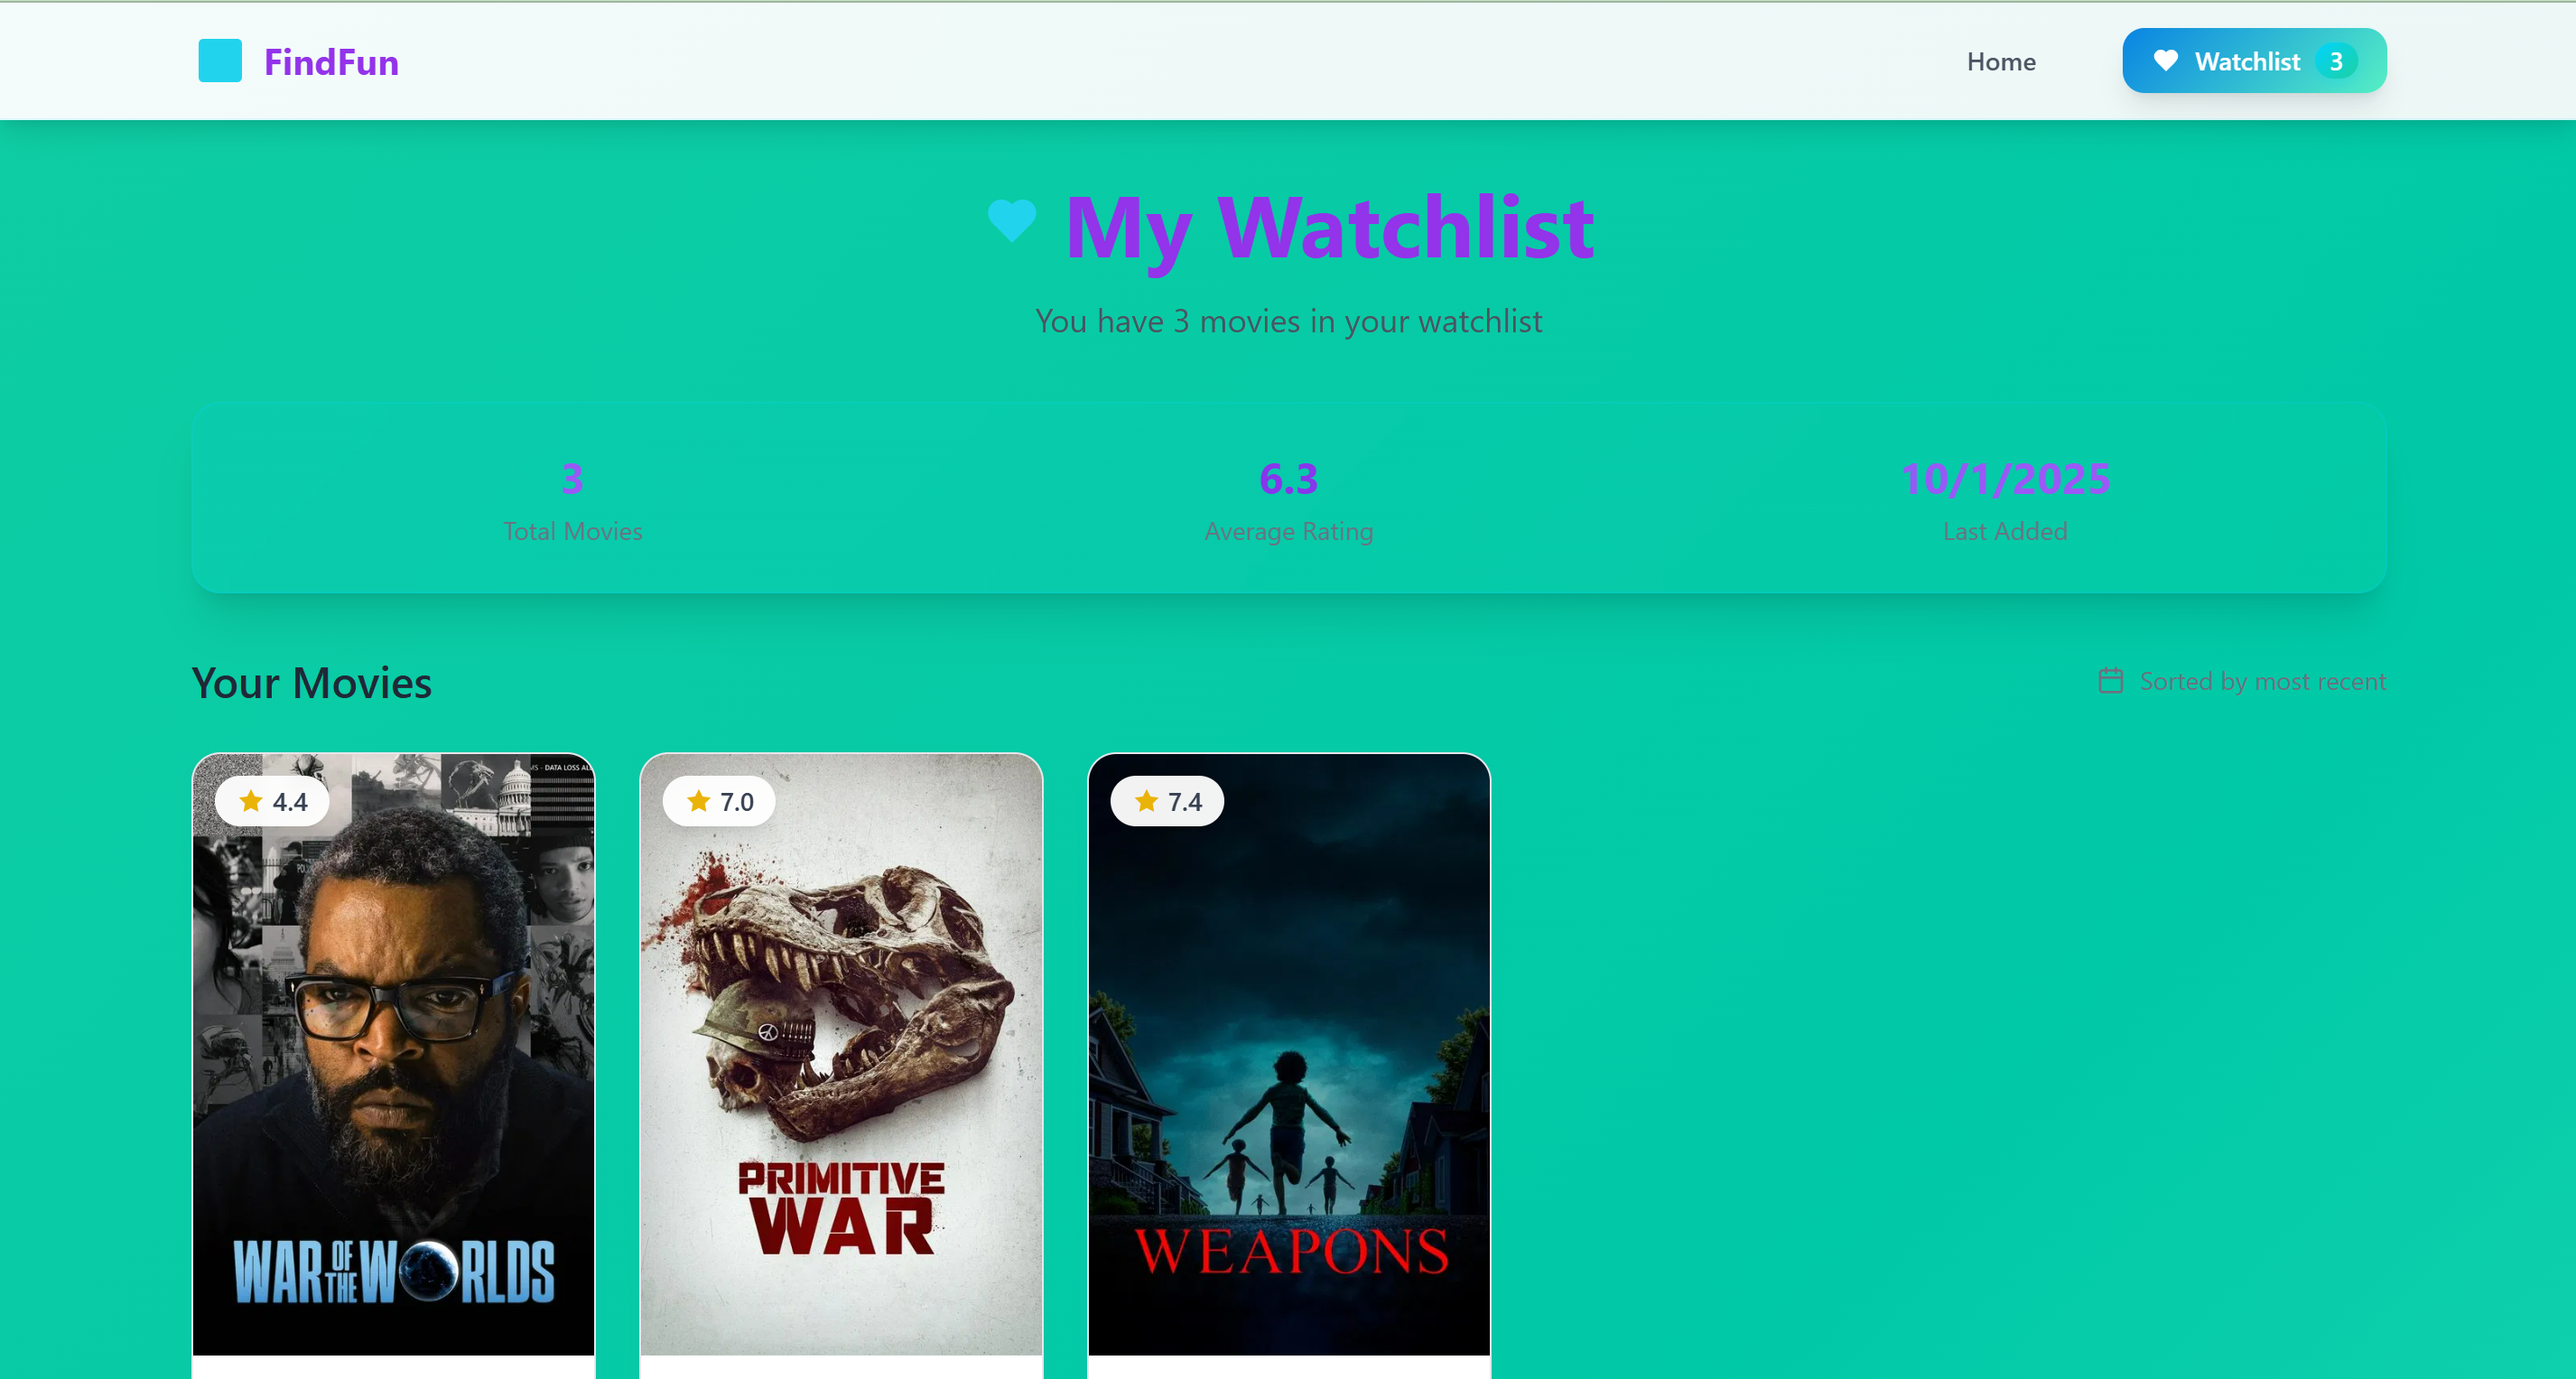 FindFun
Home
Watchlist 3
My Watchlist
You have 3 movies in your watchlist
3
Total Movies
6.3
Average Rating
10/1/2025
Last Added
Your Movies
Sorted by most recent
4.4
DATA LOSS
WAR OF THE WORLDS
7.0
PRIMITIVE
WAR
7.4
WEAPONS